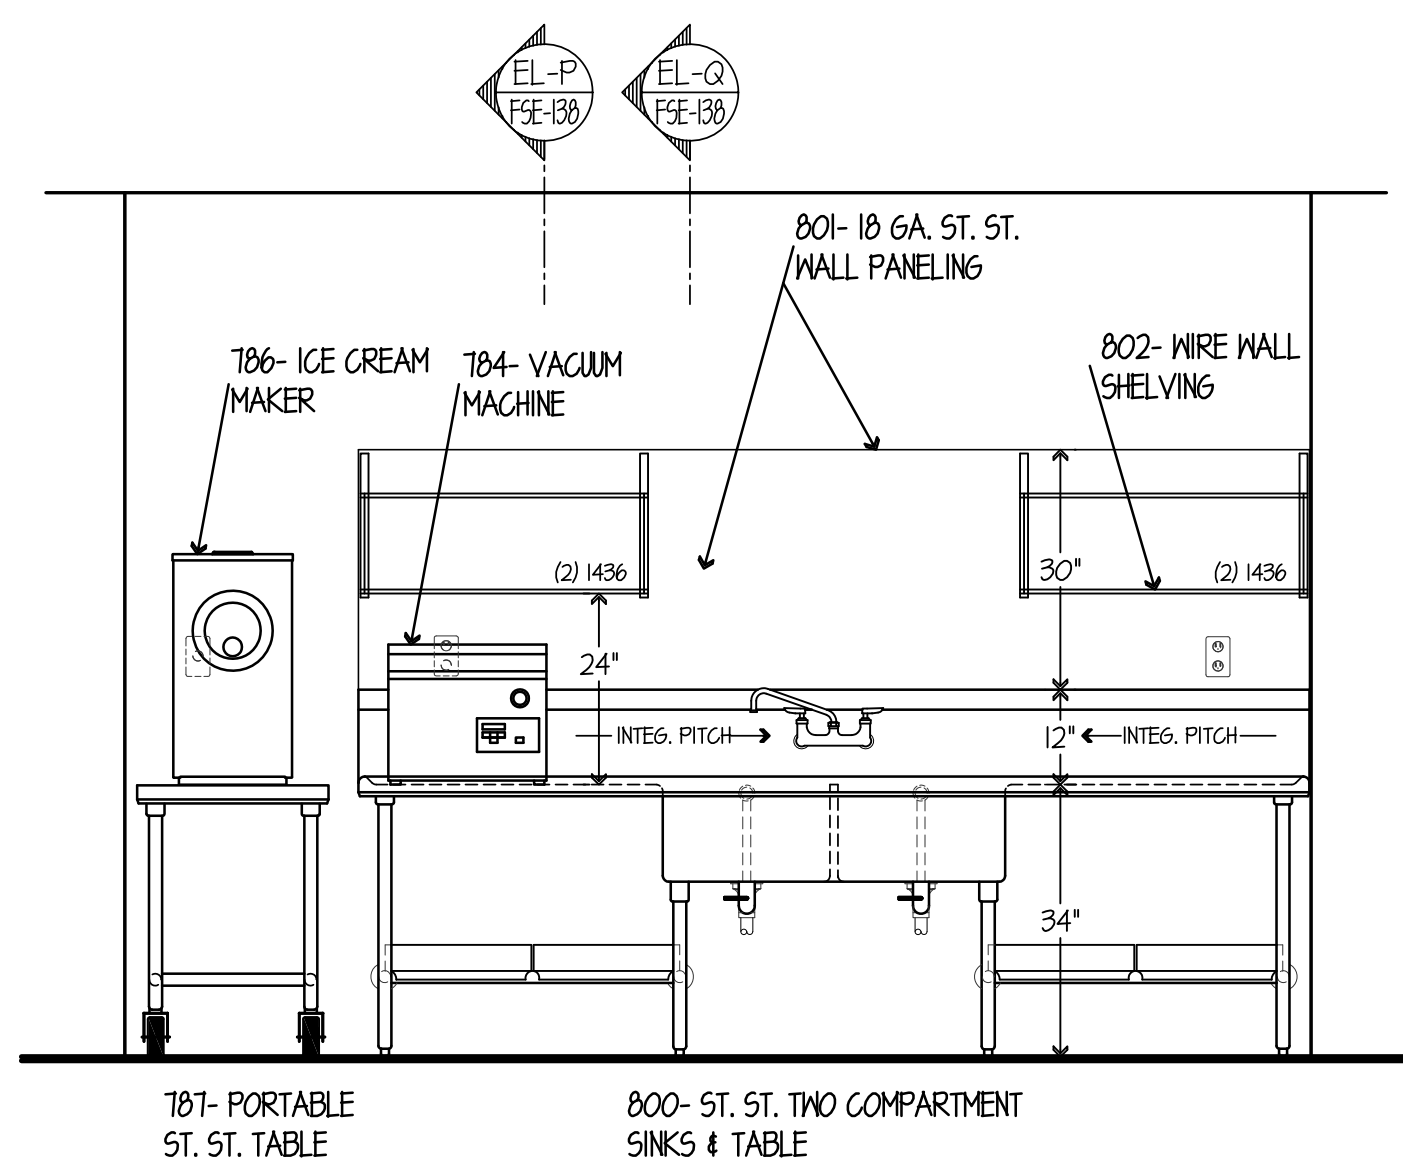 EL-P
FSE-138
EL-Q
FSE-138
801- 18 GA. ST. ST.
WALL PANELING
802- WIRE WALL
SHELVING
786- ICE CREAM
MAKER
784- VACUUM
MACHINE
(2) 1436
30"
(2) 1436
24"
INTEG. PITCH
12"
INTEG. PITCH
34"
787- PORTABLE
ST. ST. TABLE
800- ST. ST. TWO COMPARTMENT
SINKS & TABLE